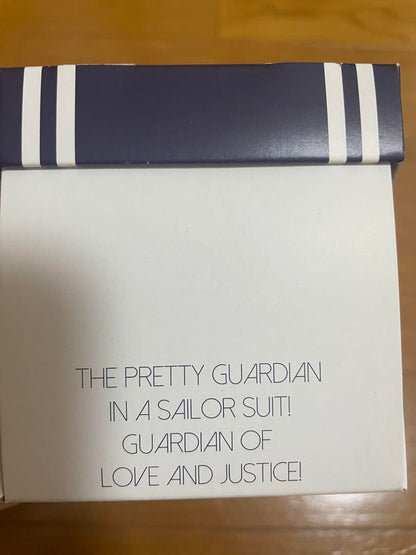 THE PRETTY GUARDIAN
IN A SAILOR SUIT!
GUARDIAN OF
LOVE AND JUSTICE!